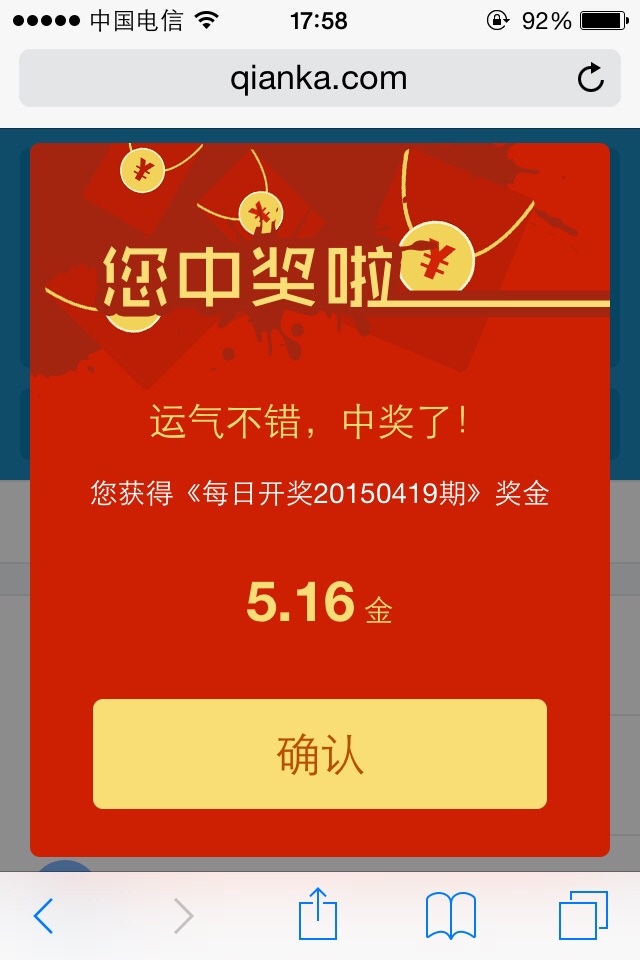 中国电信 17:58 92%
qianka.com
您中奖啦
运气不错，中奖了！
您获得《每日开奖20150419期》奖金
5.16 金
确认